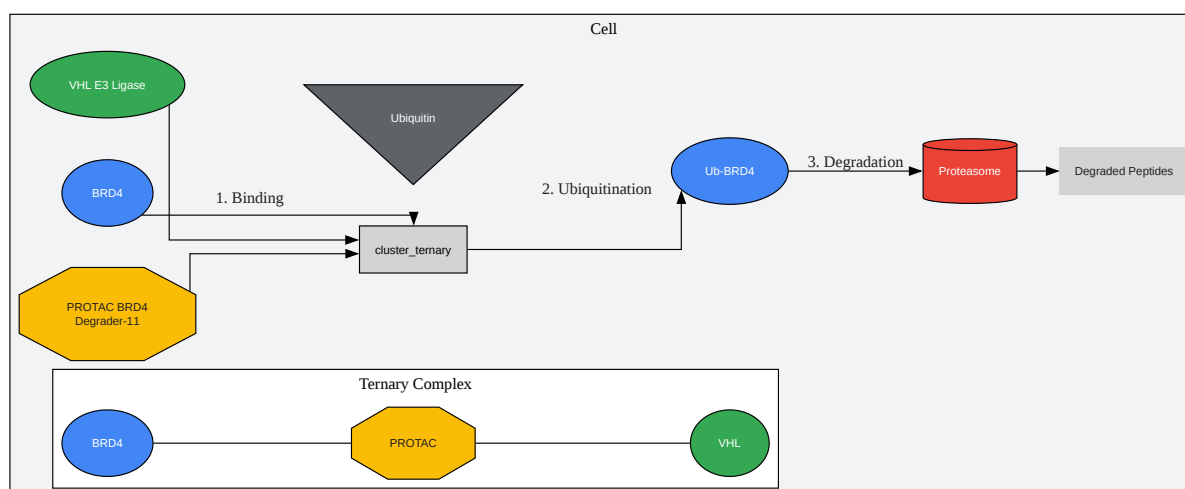 Cell
VHL E3 Ligase
Ubiquitin
BRD4
1. Binding
2. Ubiquitination
Ub-BRD4
3. Degradation
Proteasome
Degraded Peptides
cluster_ternary
PROTAC BRD4
Degrader-11
Ternary Complex
BRD4
PROTAC
VHL